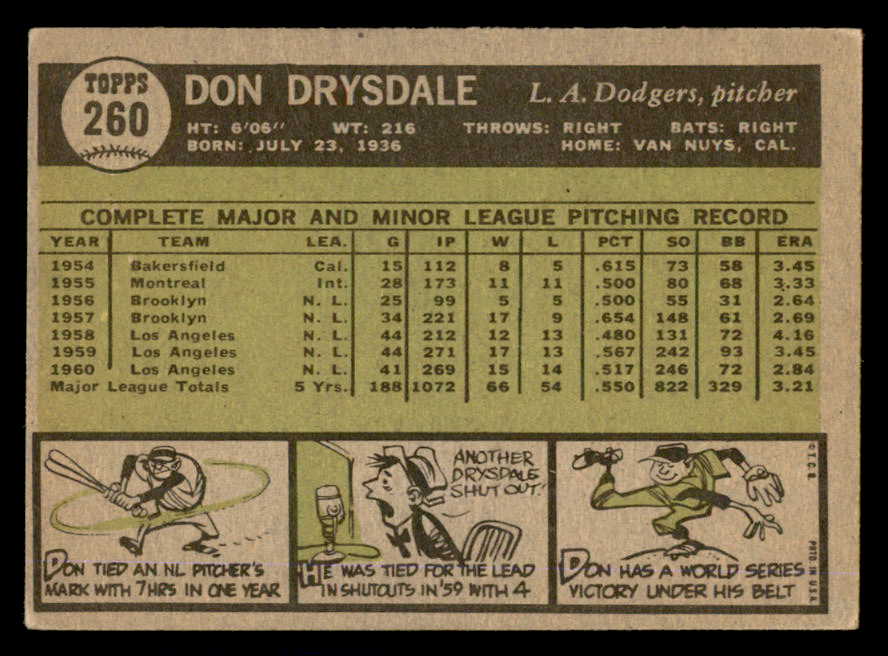 TOPPS
260
DON DRYSDALE
L. A. Dodgers, pitcher
HT: 6'06" WT: 216 THROWS: RIGHT BATS: RIGHT
BORN: JULY 23, 1936 HOME: VAN NUYS, CAL.
COMPLETE MAJOR AND MINOR LEAGUE PITCHING RECORD
YEAR TEAM LEA. G IP W L PCT SO BB ERA
1954 Bakersfield Cal. 15 112 8 5 .615 73 58 3.45
1955 Montreal Int. 28 173 11 11 .500 80 68 3.33
1956 Brooklyn N. L. 25 99 5 5 .500 55 31 2.64
1957 Brooklyn N. L. 34 221 17 9 .654 148 61 2.69
1958 Los Angeles N. L. 44 212 12 13 .480 131 72 4.16
1959 Los Angeles N. L. 44 271 17 13 .567 242 93 3.45
1960 Los Angeles N. L. 41 269 15 14 .517 246 72 2.84
Major League Totals 5 Yrs. 188 1072 66 54 .550 822 329 3.21
DON TIED AN NL PITCHER'S
MARK WITH 7 HRS IN ONE YEAR
ANOTHER
DRYSDALE
SHUT OUT!
HE WAS TIED FOR THE LEAD
IN SHUTOUTS IN '59 WITH 4
DON HAS A WORLD SERIES
VICTORY UNDER HIS BELT
© T.C.G. PRTD IN U.S.A.